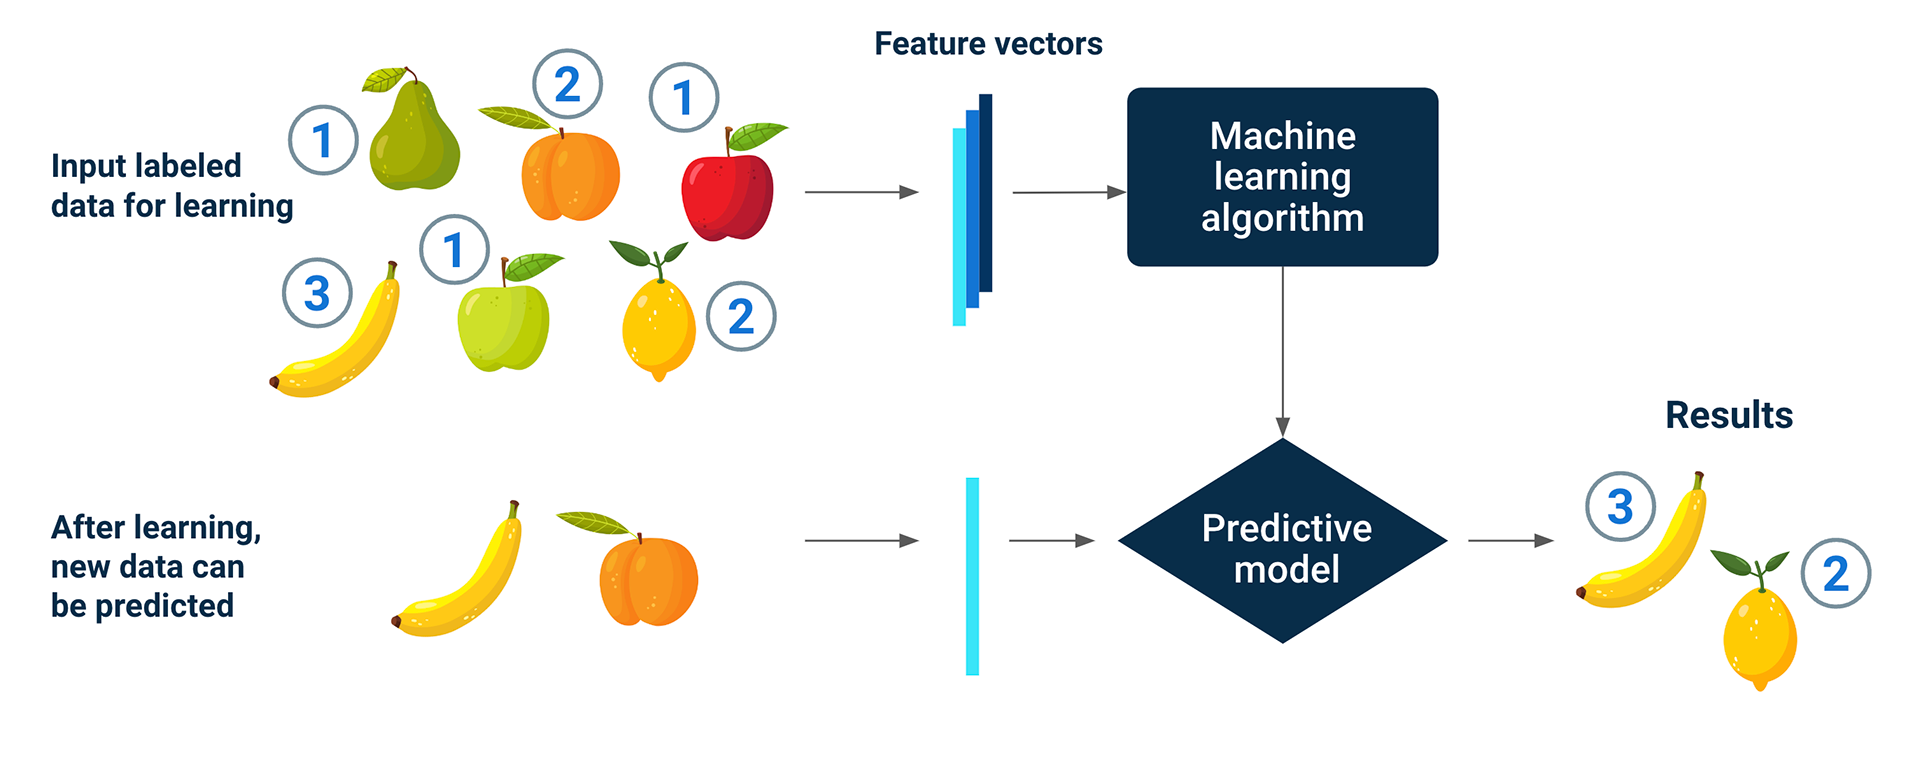 Feature vectors
Input labeled
data for learning
1
2
1
3
1
2
Machine
learning
algorithm
After learning,
new data can
be predicted
Predictive
model
Results
3
2